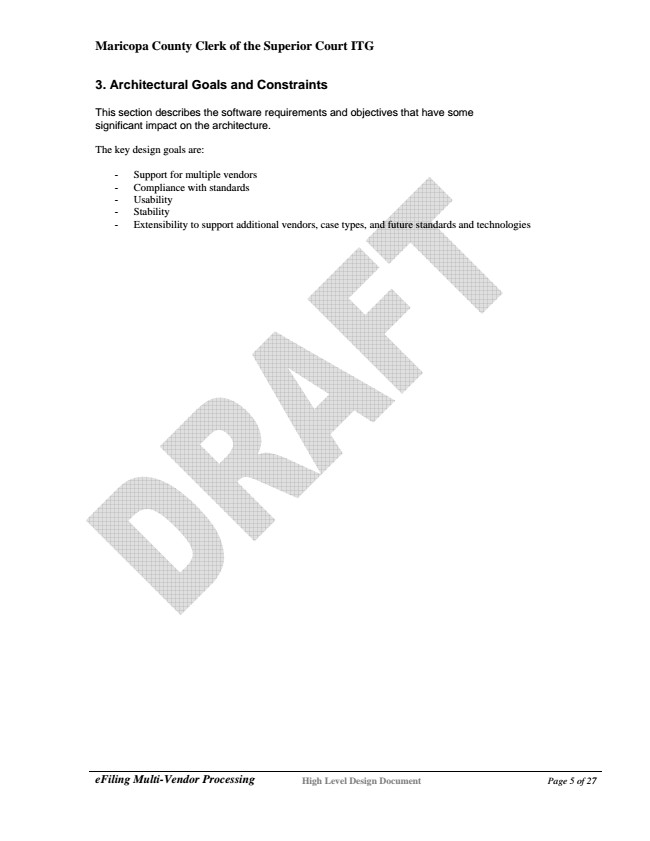 Maricopa County Clerk of the Superior Court ITG
3. Architectural Goals and Constraints
This section describes the software requirements and objectives that have some
significant impact on the architecture.
The key design goals are:
- Support for multiple vendors
- Compliance with standards
- Usability
- Stability
- Extensibility to support additional vendors, case types, and future standards and technologies
DRAFT
eFiling Multi-Vendor Processing High Level Design Document Page 5 of 27